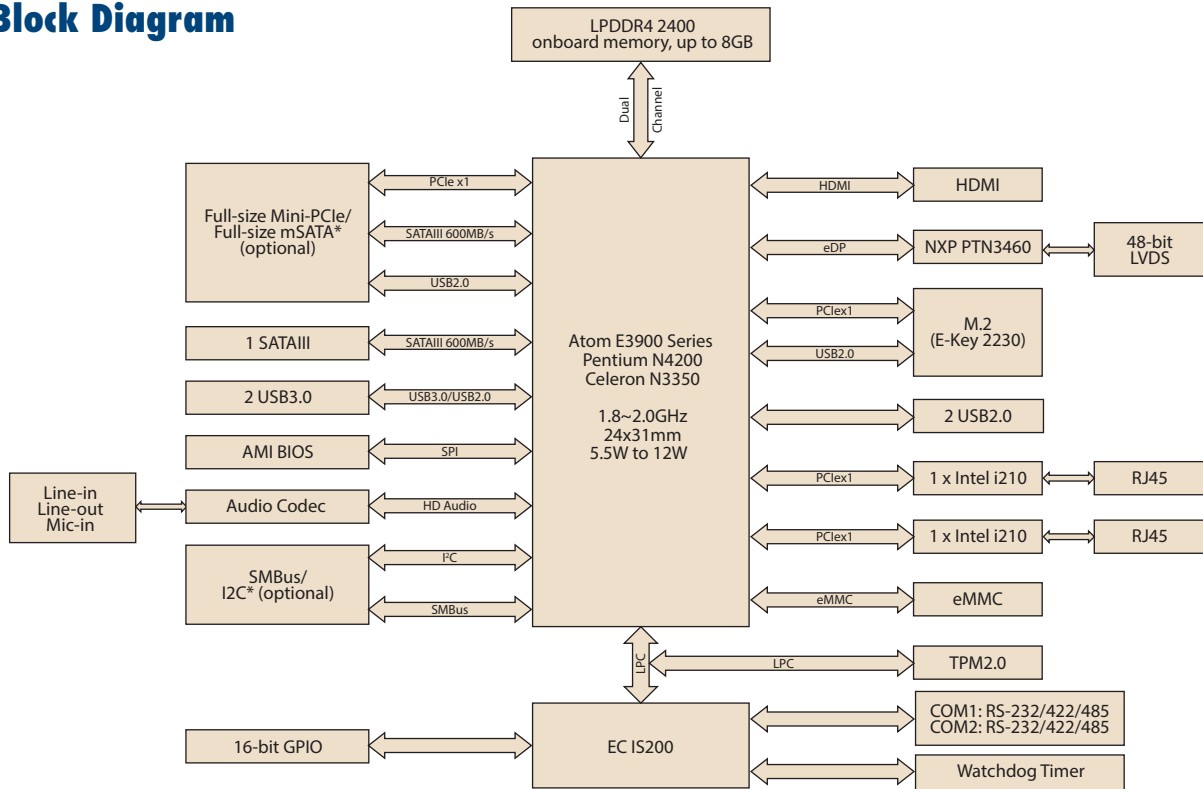 Block Diagram
LPDDR4 2400
onboard memory, up to 8GB
Dual
Channel
Full-size Mini-PCIe/
Full-size mSATA*
(optional)
PCIe x1
SATAIII 600MB/s
USB2.0
1 SATAIII
SATAIII 600MB/s
2 USB3.0
USB3.0/USB2.0
AMI BIOS
SPI
Line-in
Line-out
Mic-in
Audio Codec
HD Audio
SMBus/
I2C* (optional)
I²C
SMBus
Atom E3900 Series
Pentium N4200
Celeron N3350
1.8~2.0GHz
24x31mm
5.5W to 12W
HDMI
HDMI
eDP
NXP PTN3460
48-bit
LVDS
PCIex1
USB2.0
M.2
(E-Key 2230)
2 USB2.0
PCIex1
1 x Intel i210
RJ45
PCIex1
1 x Intel i210
RJ45
eMMC
eMMC
LPC
LPC
TPM2.0
16-bit GPIO
EC IS200
COM1: RS-232/422/485
COM2: RS-232/422/485
Watchdog Timer